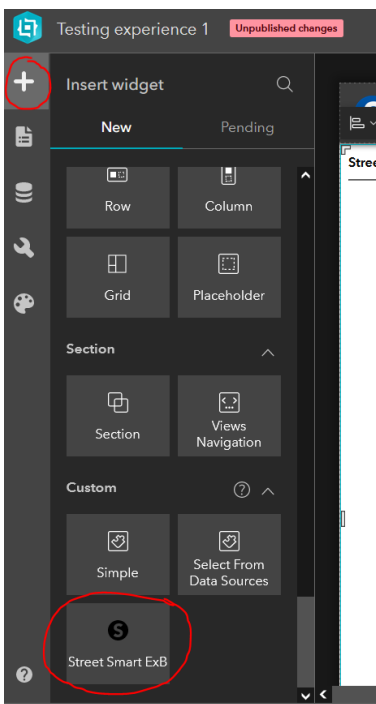 Testing experience 1 Unpublished changes
Insert widget
New Pending
Row Column
Grid Placeholder
Section
Section Views
Navigation
Custom
Simple Select From
Data Sources
S
Street Smart ExB